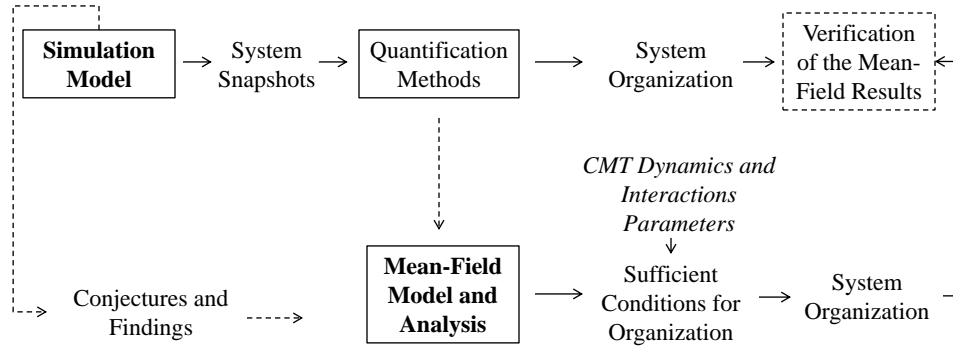 Simulation
Model
System
Snapshots
Quantification
Methods
System
Organization
Verification
of the Mean-
Field Results
CMT Dynamics and
Interactions
Parameters
Conjectures and
Findings
Mean-Field
Model and
Analysis
Sufficient
Conditions for
Organization
System
Organization